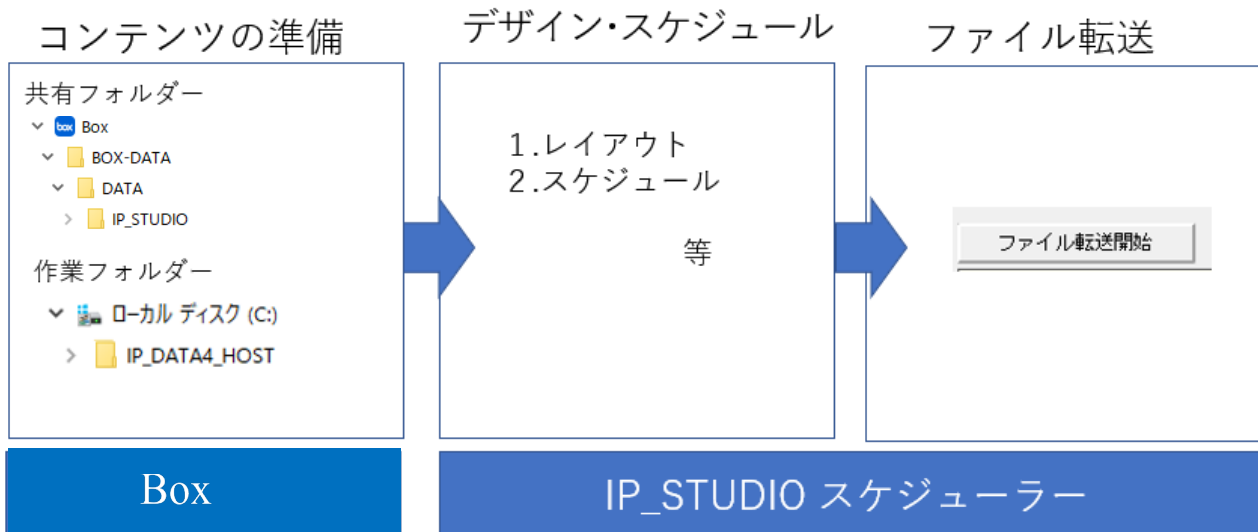 コンテンツの準備
共有フォルダー
box Box
BOX-DATA
DATA
IP_STUDIO
作業フォルダー
ローカル ディスク (C:)
IP_DATA4_HOST
Box
デザイン・スケジュール
1.レイアウト
2.スケジュール
等
ファイル転送
ファイル転送開始
IP_STUDIO スケジューラー